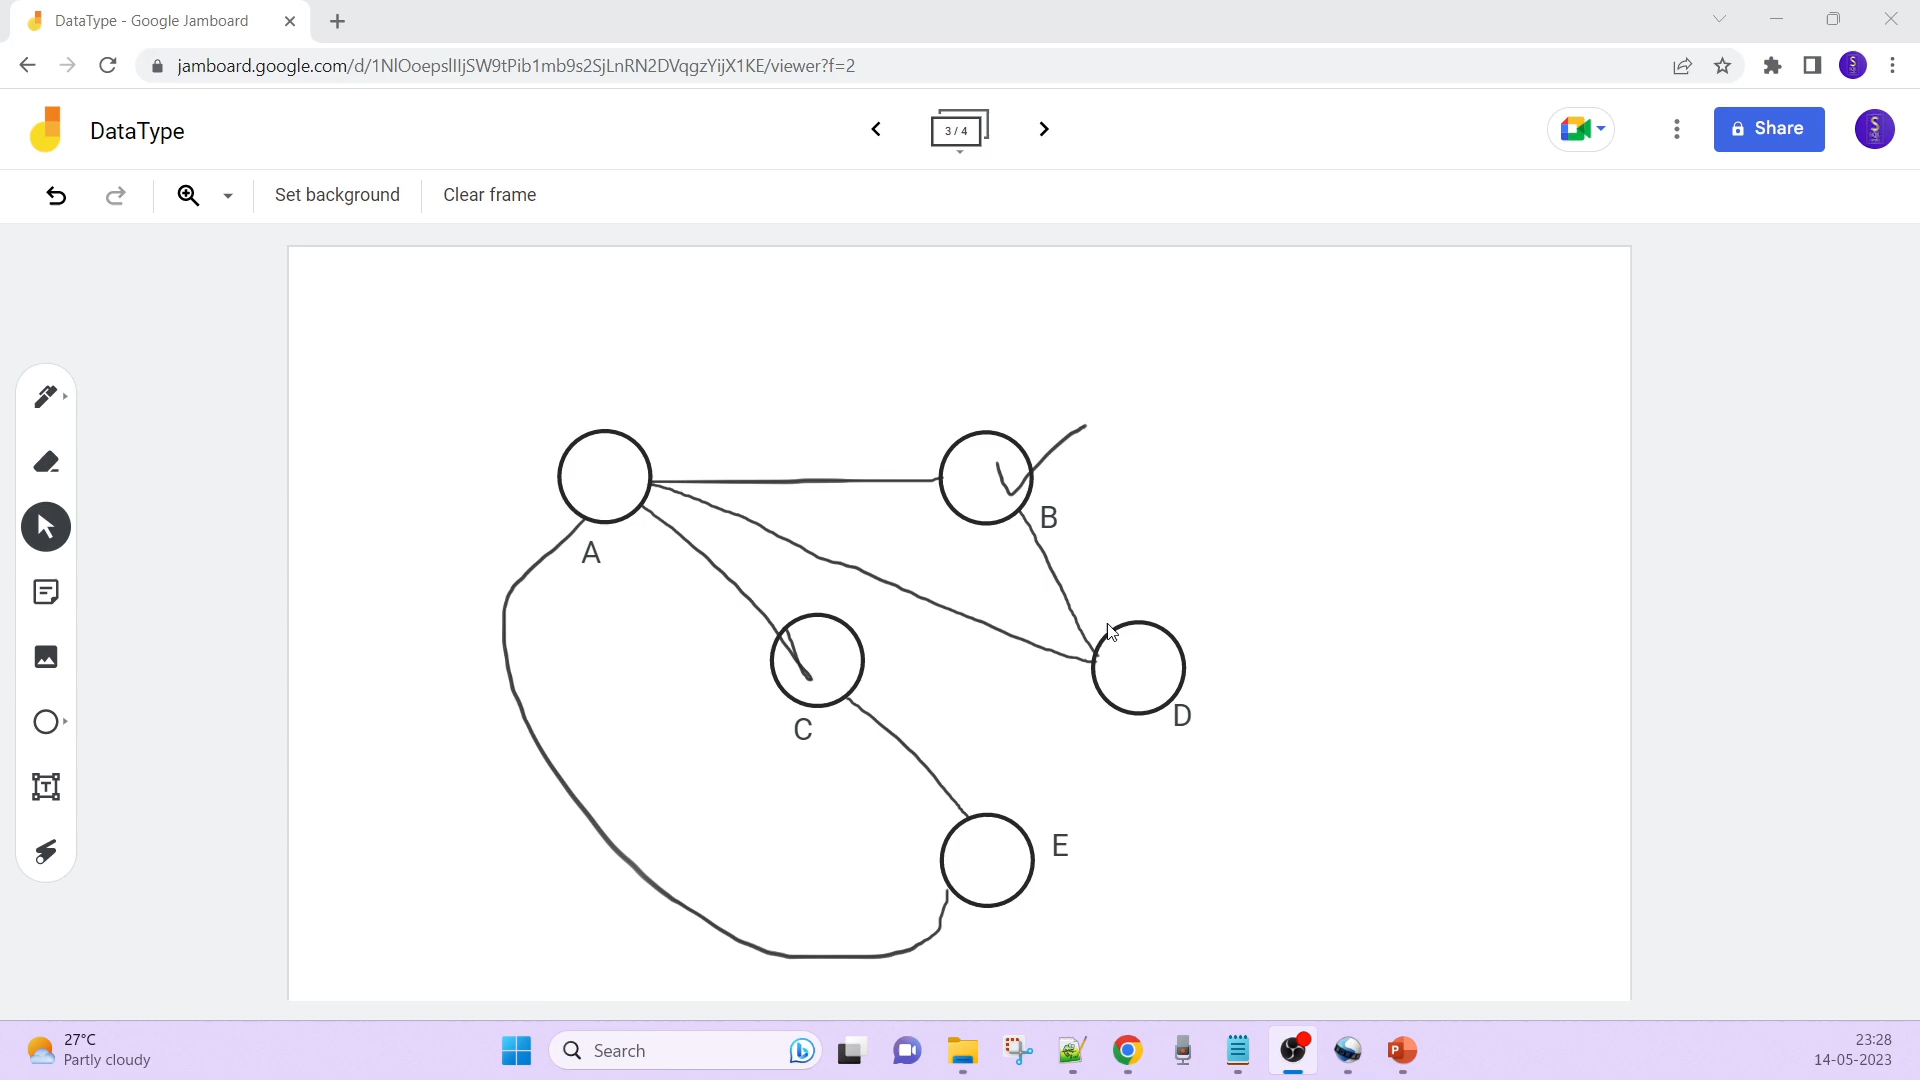 DataType - Google Jamboard
jamboard.google.com/d/1NlOoepslIIjSW9tPib1mb9s2SjLnRN2DVqgzYijX1KE/viewer?f=2
DataType
3 / 4
Share
Set background
Clear frame
A
B
C
D
E
27°C
Partly cloudy
Search
23:28
14-05-2023